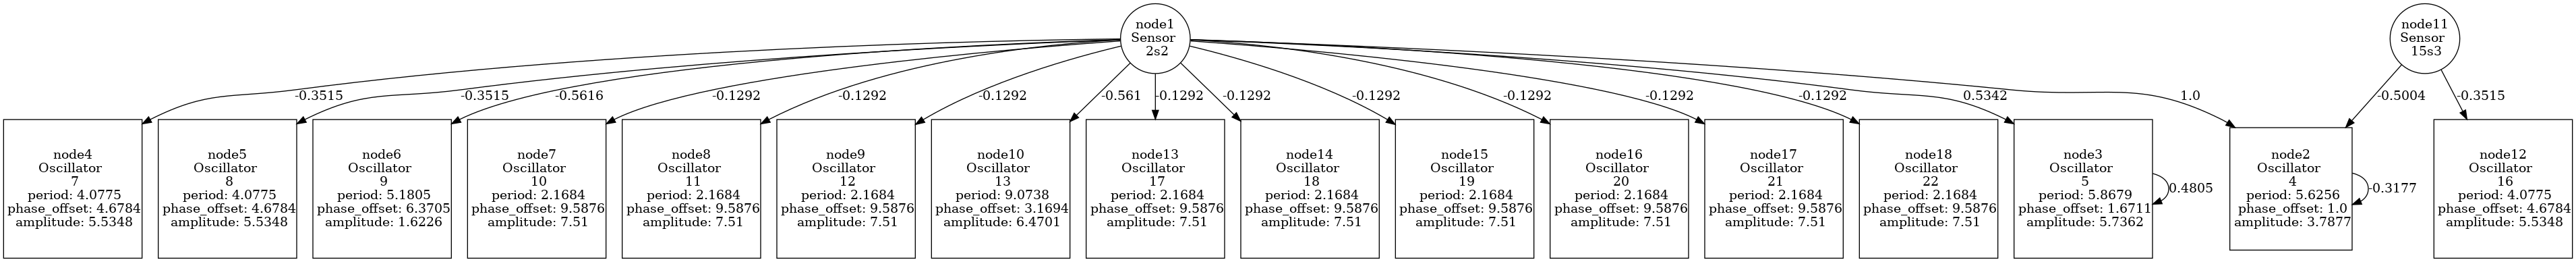 node1
Sensor
2s2
node11
Sensor
15s3
-0.3515
-0.3515
-0.5616
-0.1292
-0.1292
-0.1292
-0.561
-0.1292
-0.1292
-0.1292
-0.1292
-0.1292
-0.1292
0.5342
1.0
-0.5004
-0.3515
node4
Oscillator
7
period: 4.0775
phase_offset: 4.6784
amplitude: 5.5348
node5
Oscillator
8
period: 4.0775
phase_offset: 4.6784
amplitude: 5.5348
node6
Oscillator
9
period: 5.1805
phase_offset: 6.3705
amplitude: 1.6226
node7
Oscillator
10
period: 2.1684
phase_offset: 9.5876
amplitude: 7.51
node8
Oscillator
11
period: 2.1684
phase_offset: 9.5876
amplitude: 7.51
node9
Oscillator
12
period: 2.1684
phase_offset: 9.5876
amplitude: 7.51
node10
Oscillator
13
period: 9.0738
phase_offset: 3.1694
amplitude: 6.4701
node13
Oscillator
17
period: 2.1684
phase_offset: 9.5876
amplitude: 7.51
node14
Oscillator
18
period: 2.1684
phase_offset: 9.5876
amplitude: 7.51
node15
Oscillator
19
period: 2.1684
phase_offset: 9.5876
amplitude: 7.51
node16
Oscillator
20
period: 2.1684
phase_offset: 9.5876
amplitude: 7.51
node17
Oscillator
21
period: 2.1684
phase_offset: 9.5876
amplitude: 7.51
node18
Oscillator
22
period: 2.1684
phase_offset: 9.5876
amplitude: 7.51
node3
Oscillator
5
period: 5.8679
phase_offset: 1.6711
amplitude: 5.7362
0.4805
node2
Oscillator
4
period: 5.6256
phase_offset: 1.0
amplitude: 3.7877
-0.3177
node12
Oscillator
16
period: 4.0775
phase_offset: 4.6784
amplitude: 5.5348